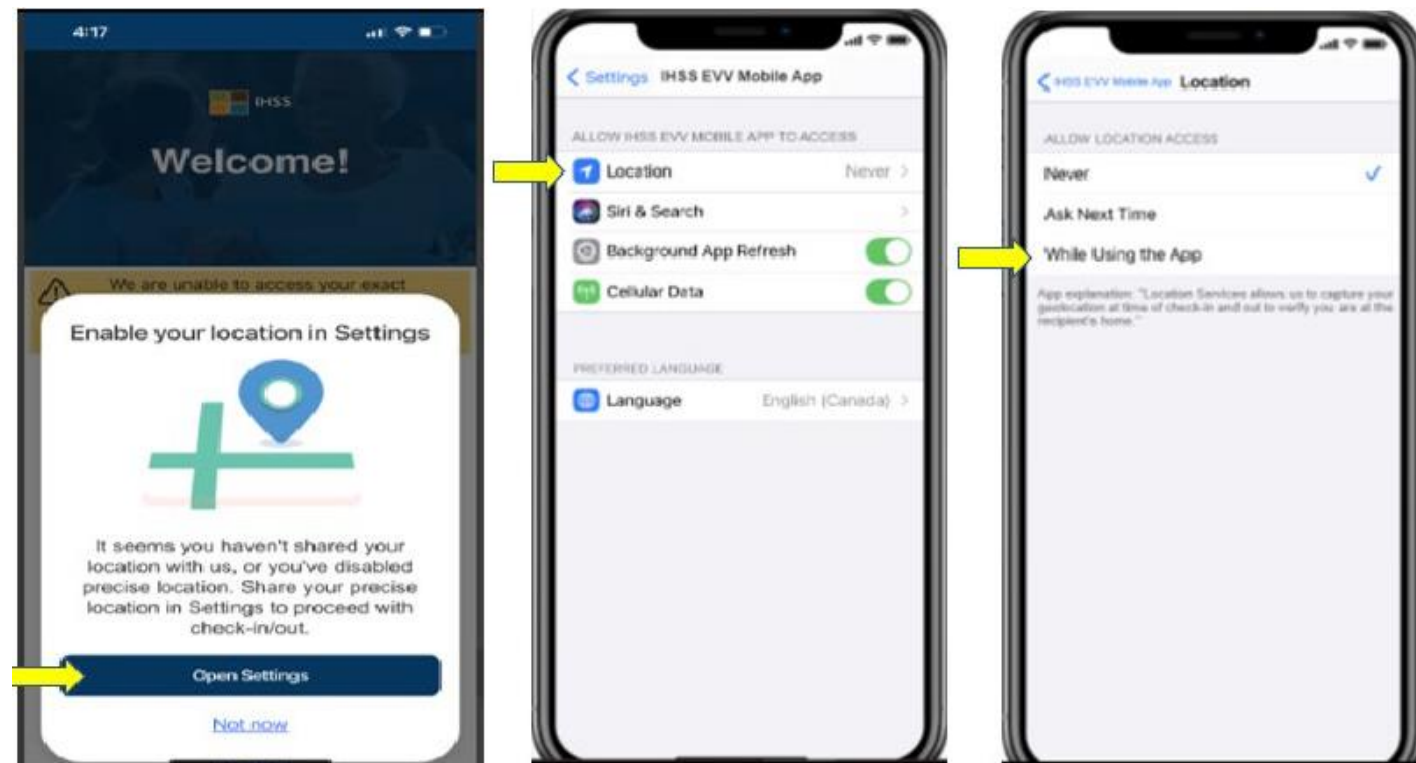 4:17
IHSS
Welcome!
We are unable to access your exact
Enable your location in Settings
It seems you haven't shared your
location with us, or you've disabled
precise location. Share your precise
location in Settings to proceed with
check-in/out.
Open Settings
Not now
Settings IHSS EVV Mobile App
ALLOW IHSS EVV MOBILE APP TO ACCESS
Location Never
Siri & Search
Background App Refresh
Cellular Data
PREFERRED LANGUAGE
Language English (Canada)
IHSS EVV Mobile App Location
ALLOW LOCATION ACCESS
Never
Ask Next Time
While Using the App
App explanation: "Location Services allows us to capture your
geolocation at time of check-in and out to verify you are at the
recipient's home."